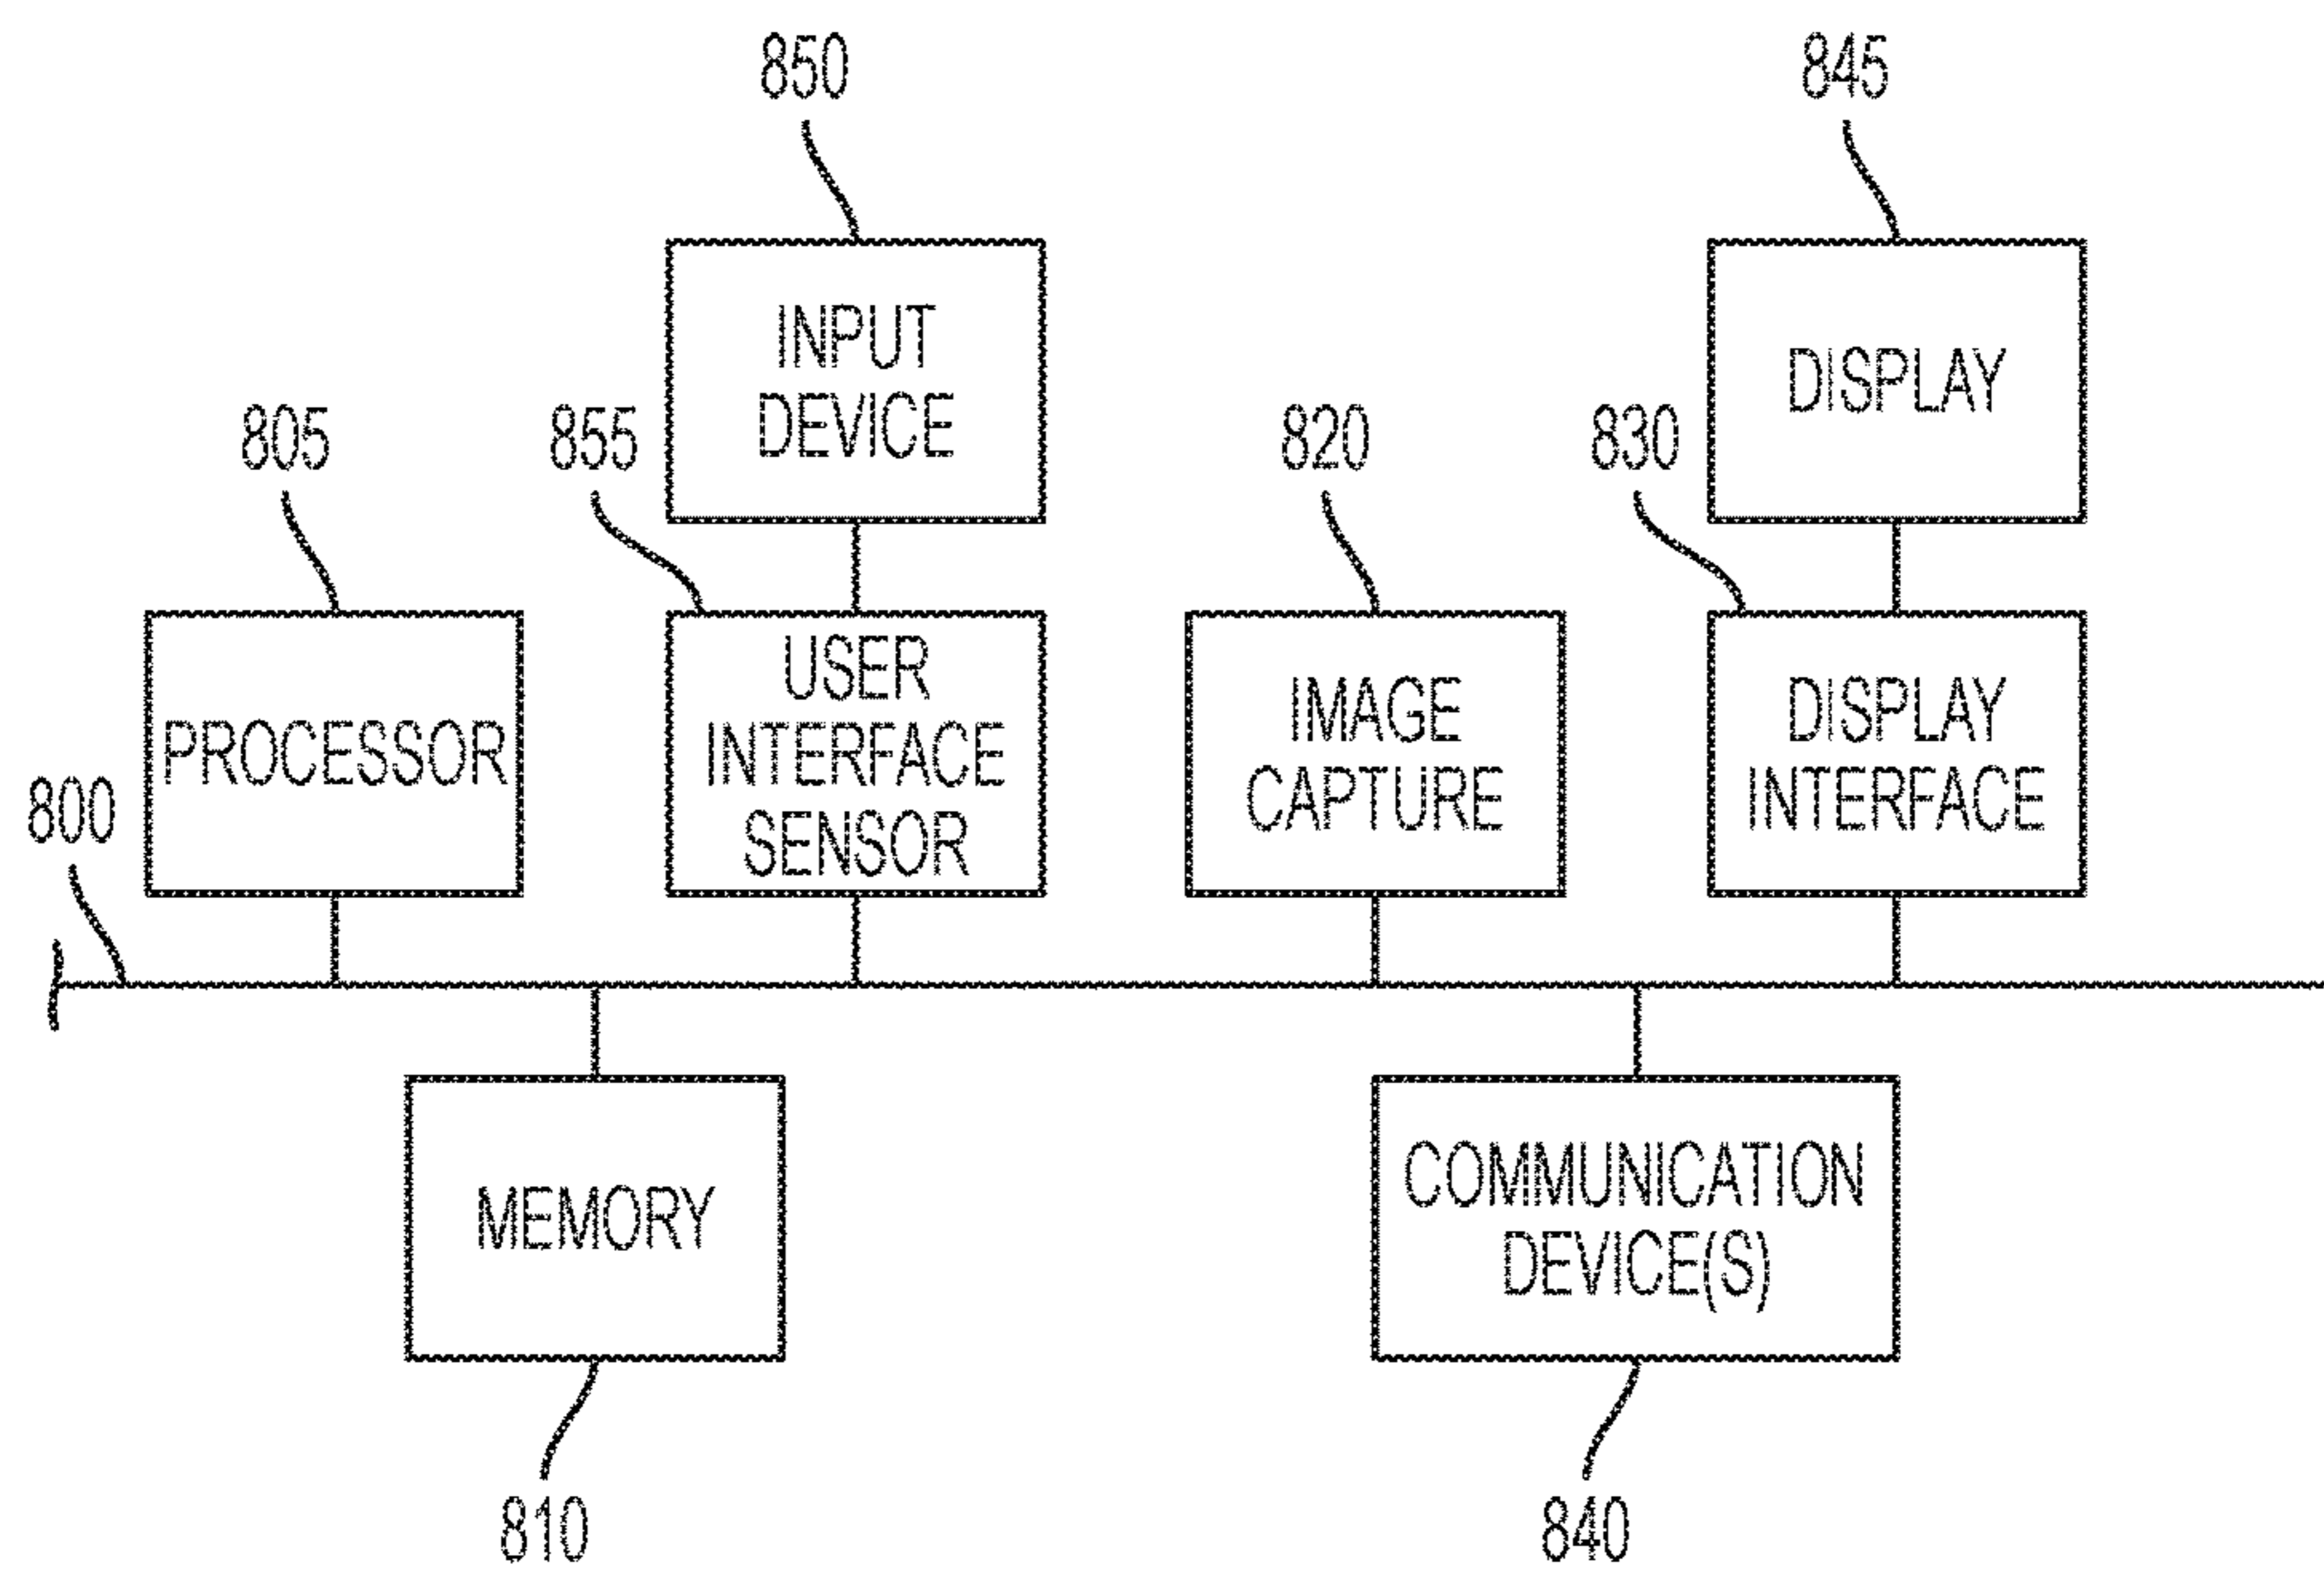 850
845
INPUT
DEVICE
DISPLAY
805
855
820
830
PROCESSOR
USER
INTERFACE
SENSOR
IMAGE
CAPTURE
DISPLAY
INTERFACE
800
MEMORY
COMMUNICATION
DEVICE(S)
810
840